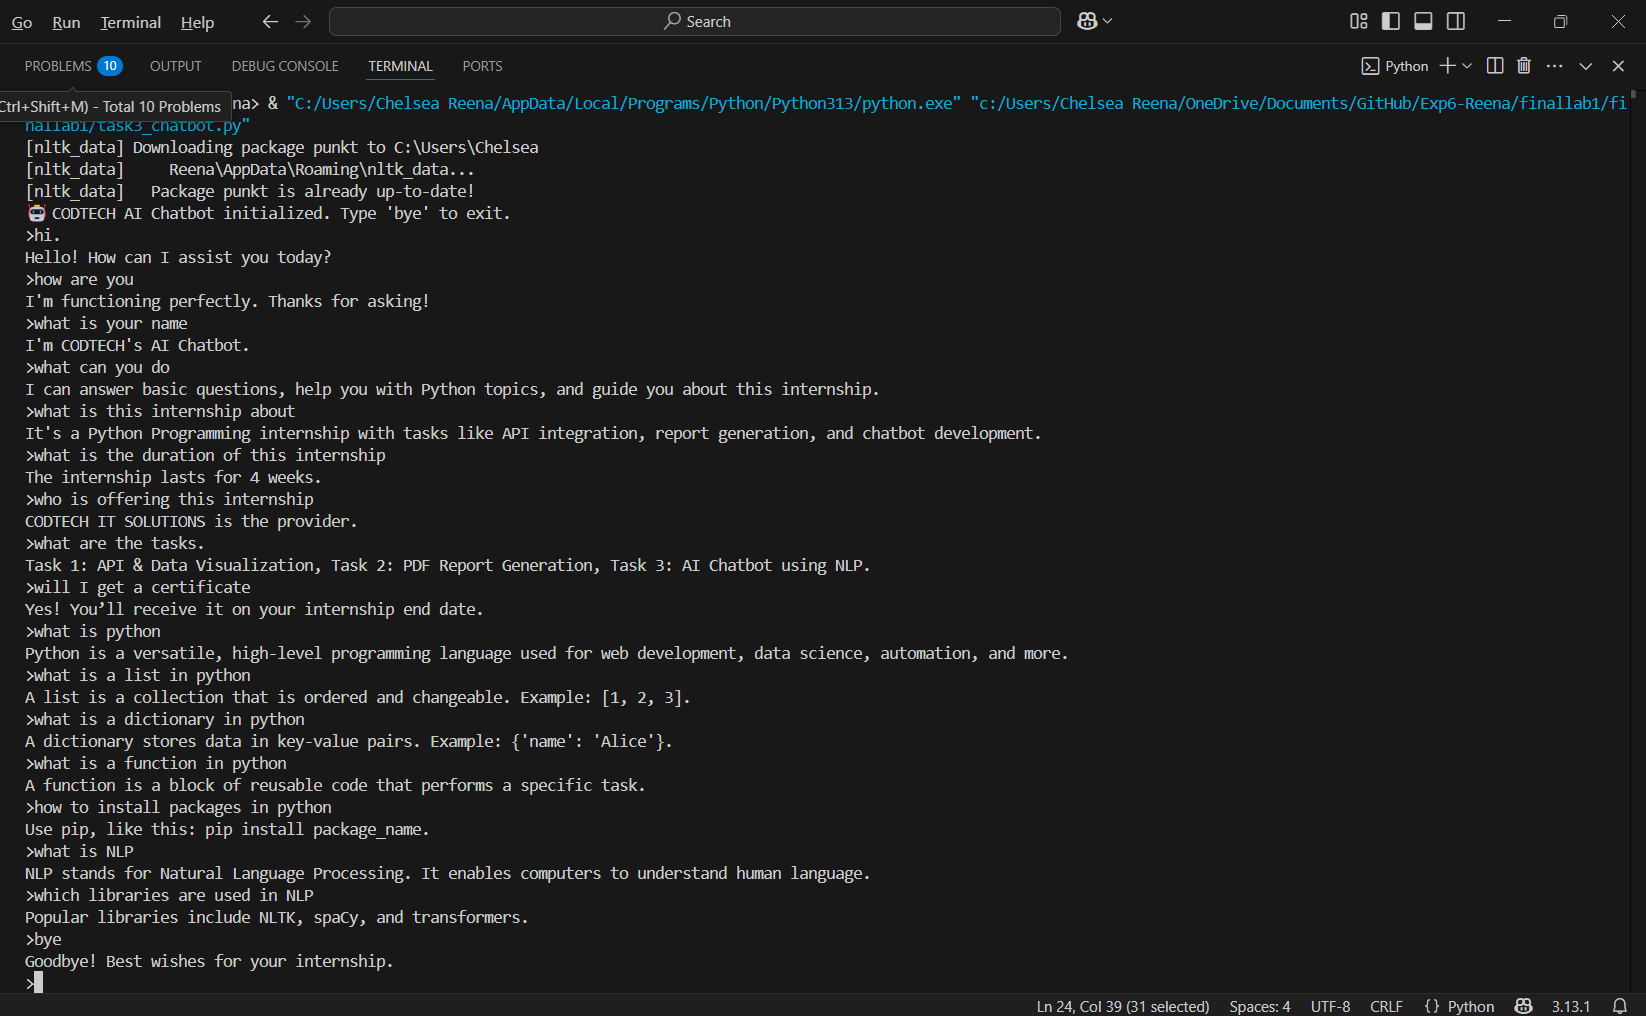 Go Run Terminal Help Search
PROBLEMS 10 OUTPUT DEBUG CONSOLE TERMINAL PORTS Python
Ctrl+Shift+M) - Total 10 Problems
na> & "C:/Users/Chelsea Reena/AppData/Local/Programs/Python/Python313/python.exe" "c:/Users/Chelsea Reena/OneDrive/Documents/GitHub/Exp6-Reena/finallab1/fi
nallab1/task3_chatbot.py"
[nltk_data] Downloading package punkt to C:\Users\Chelsea
[nltk_data]     Reena\AppData\Roaming\nltk_data...
[nltk_data]   Package punkt is already up-to-date!
🤖 CODTECH AI Chatbot initialized. Type 'bye' to exit.
>hi.
Hello! How can I assist you today?
>how are you
I'm functioning perfectly. Thanks for asking!
>what is your name
I'm CODTECH's AI Chatbot.
>what can you do
I can answer basic questions, help you with Python topics, and guide you about this internship.
>what is this internship about
It's a Python Programming internship with tasks like API integration, report generation, and chatbot development.
>what is the duration of this internship
The internship lasts for 4 weeks.
>who is offering this internship
CODTECH IT SOLUTIONS is the provider.
>what are the tasks.
Task 1: API & Data Visualization, Task 2: PDF Report Generation, Task 3: AI Chatbot using NLP.
>will I get a certificate
Yes! You’ll receive it on your internship end date.
>what is python
Python is a versatile, high-level programming language used for web development, data science, automation, and more.
>what is a list in python
A list is a collection that is ordered and changeable. Example: [1, 2, 3].
>what is a dictionary in python
A dictionary stores data in key-value pairs. Example: {'name': 'Alice'}.
>what is a function in python
A function is a block of reusable code that performs a specific task.
>how to install packages in python
Use pip, like this: pip install package_name.
>what is NLP
NLP stands for Natural Language Processing. It enables computers to understand human language.
>which libraries are used in NLP
Popular libraries include NLTK, spaCy, and transformers.
>bye
Goodbye! Best wishes for your internship.
>
Ln 24, Col 39 (31 selected) Spaces: 4 UTF-8 CRLF {} Python 3.13.1